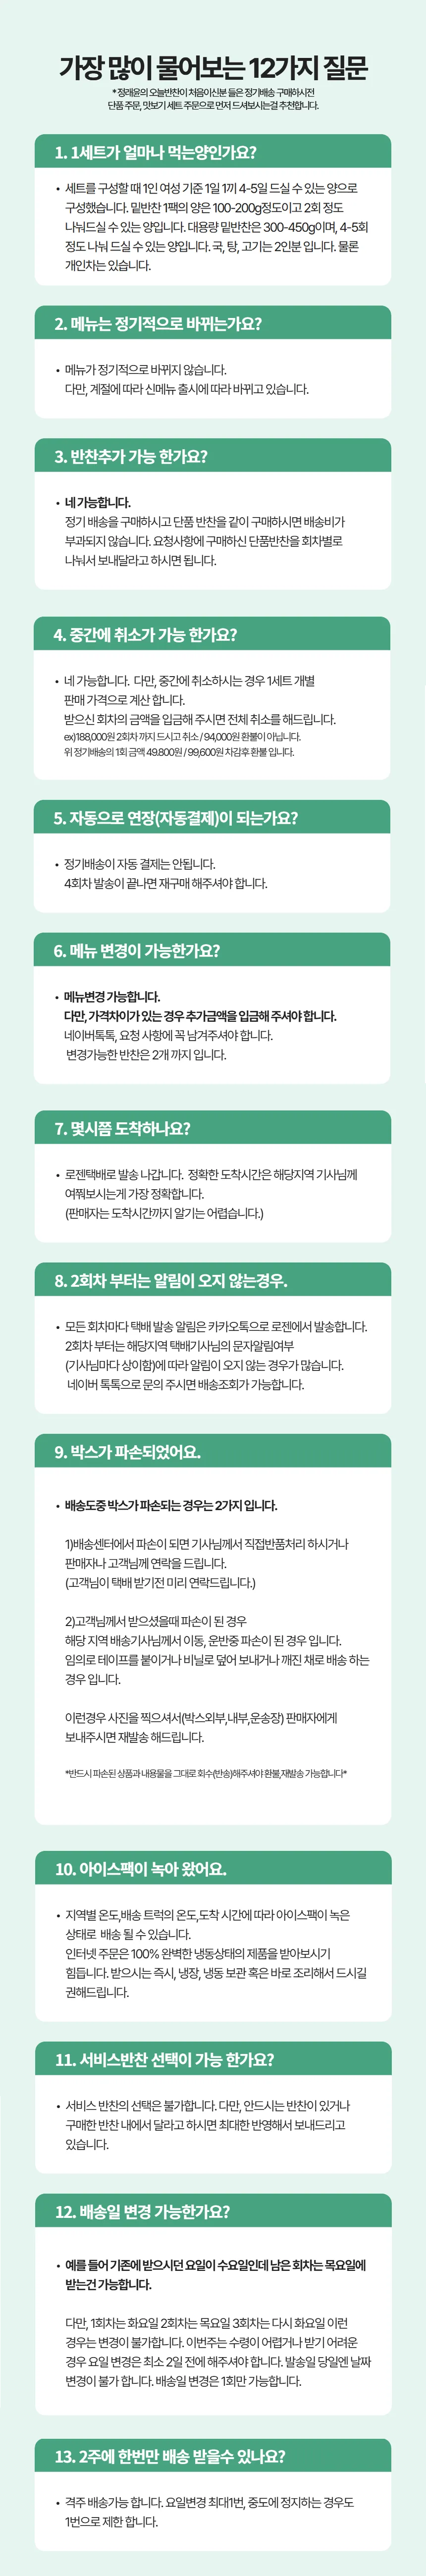 가장 많이 물어보는 12가지 질문
*정래윤의 오늘반찬이 처음이신분 들은 정기배송 구매하시전
단품 주문, 맛보기 세트 주문으로 먼저 드셔보시는걸 추천합니다.
1. 1세트가 얼마나 먹는양인가요?
• 세트를 구성할 때 1인 여성 기준 1일 1끼 4-5일 드실 수 있는 양으로
구성했습니다. 밑반찬 1팩의 양은 100-200g정도이고 2회 정도
나눠드실 수 있는 양입니다. 대용량 밑반찬은 300-450g이며, 4-5회
정도 나눠 드실 수 있는 양입니다. 국, 탕, 고기는 2인분 입니다. 물론
개인차는 있습니다.
2. 메뉴는 정기적으로 바뀌는가요?
• 메뉴가 정기적으로 바뀌지 않습니다.
다만, 계절에 따라 신메뉴 출시에 따라 바뀌고 있습니다.
3. 반찬추가 가능 한가요?
• 네 가능합니다.
정기 배송을 구매하시고 단품 반찬을 같이 구매하시면 배송비가
부과되지 않습니다. 요청사항에 구매하신 단품반찬을 회차별로
나눠서 보내달라고 하시면 됩니다.
4. 중간에 취소가 가능 한가요?
• 네 가능합니다. 다만, 중간에 취소하시는 경우 1세트 개별
판매 가격으로 계산 합니다.
받으신 회차의 금액을 입금해 주시면 전체 취소를 해드립니다.
ex)188,000원 2회차 까지 드시고 취소 / 94,000원 환불이 아닙니다.
위 정기배송의 1회 금액 49.800원 / 99,600원 차감후 환불 입니다.
5. 자동으로 연장(자동결제)이 되는가요?
• 정기배송이 자동 결제는 안됩니다.
4회차 발송이 끝나면 재구매 해주셔야 합니다.
6. 메뉴 변경이 가능한가요?
• 메뉴변경 가능합니다.
다만, 가격차이가 있는 경우 추가금액을 입금해 주셔야 합니다.
네이버톡톡, 요청 사항에 꼭 남겨주셔야 합니다.
변경가능한 반찬은 2개 까지 입니다.
7. 몇시쯤 도착하나요?
• 로젠택배로 발송 나갑니다. 정확한 도착시간은 해당지역 기사님께
여쭤보시는게 가장 정확합니다.
(판매자는 도착시간까지 알기는 어렵습니다.)
8. 2회차 부터는 알림이 오지 않는경우.
• 모든 회차마다 택배 발송 알림은 카카오톡으로 로젠에서 발송합니다.
2회차 부터는 해당지역 택배기사님의 문자알림여부
(기사님마다 상이함)에 따라 알림이 오지 않는 경우가 많습니다.
네이버 톡톡으로 문의 주시면 배송조회가 가능합니다.
9. 박스가 파손되었어요.
• 배송도중 박스가 파손되는 경우는 2가지 입니다.
1)배송센터에서 파손이 되면 기사님께서 직접반품처리 하시거나
판매자나 고객님께 연락을 드립니다.
(고객님이 택배 받기전 미리 연락드립니다.)
2)고객님께서 받으셨을때 파손이 된 경우
해당 지역 배송기사님께서 이동, 운반중 파손이 된 경우 입니다.
임의로 테이프를 붙이거나 비닐로 덮어 보내거나 깨진 채로 배송 하는
경우 입니다.
이런경우 사진을 찍으셔서(박스외부,내부,운송장) 판매자에게
보내주시면 재발송 해드립니다.
*반드시 파손된 상품과 내용물을 그대로 회수(반송)해주셔야 환불,재발송 가능합니다*
10. 아이스팩이 녹아 왔어요.
• 지역별 온도,배송 트럭의 온도,도착 시간에 따라 아이스팩이 녹은
상태로 배송 될 수 있습니다.
인터넷 주문은 100% 완벽한 냉동상태의 제품을 받아보시기
힘듭니다. 받으시는 즉시, 냉장, 냉동 보관 혹은 바로 조리해서 드시길
권해드립니다.
11. 서비스반찬 선택이 가능 한가요?
• 서비스 반찬의 선택은 불가합니다. 다만, 안드시는 반찬이 있거나
구매한 반찬 내에서 달라고 하시면 최대한 반영해서 보내드리고
있습니다.
12. 배송일 변경 가능한가요?
• 예를 들어 기존에 받으시던 요일이 수요일인데 남은 회차는 목요일에
받는건 가능합니다.
다만, 1회차는 화요일 2회차는 목요일 3회차는 다시 화요일 이런
경우는 변경이 불가합니다. 이번주는 수령이 어렵거나 받기 어려운
경우 요일 변경은 최소 2일 전에 해주셔야 합니다. 발송일 당일엔 날짜
변경이 불가 합니다. 배송일 변경은 1회만 가능합니다.
13. 2주에 한번만 배송 받을수 있나요?
• 격주 배송가능 합니다. 요일변경 최대1번, 중도에 정지하는 경우도
1번으로 제한 합니다.